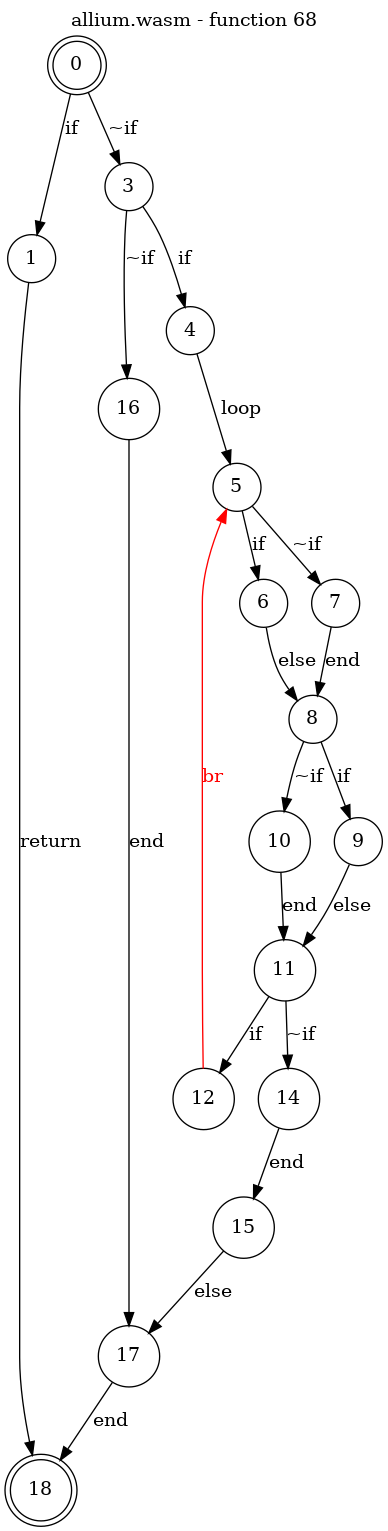 allium.wasm - function 68
0
if
~if
3
1
~if
if
4
16
loop
5
if
~if
6
7
else
end
8
br
~if
if
return
end
10
9
end
else
11
if
~if
12
14
end
15
else
17
end
18